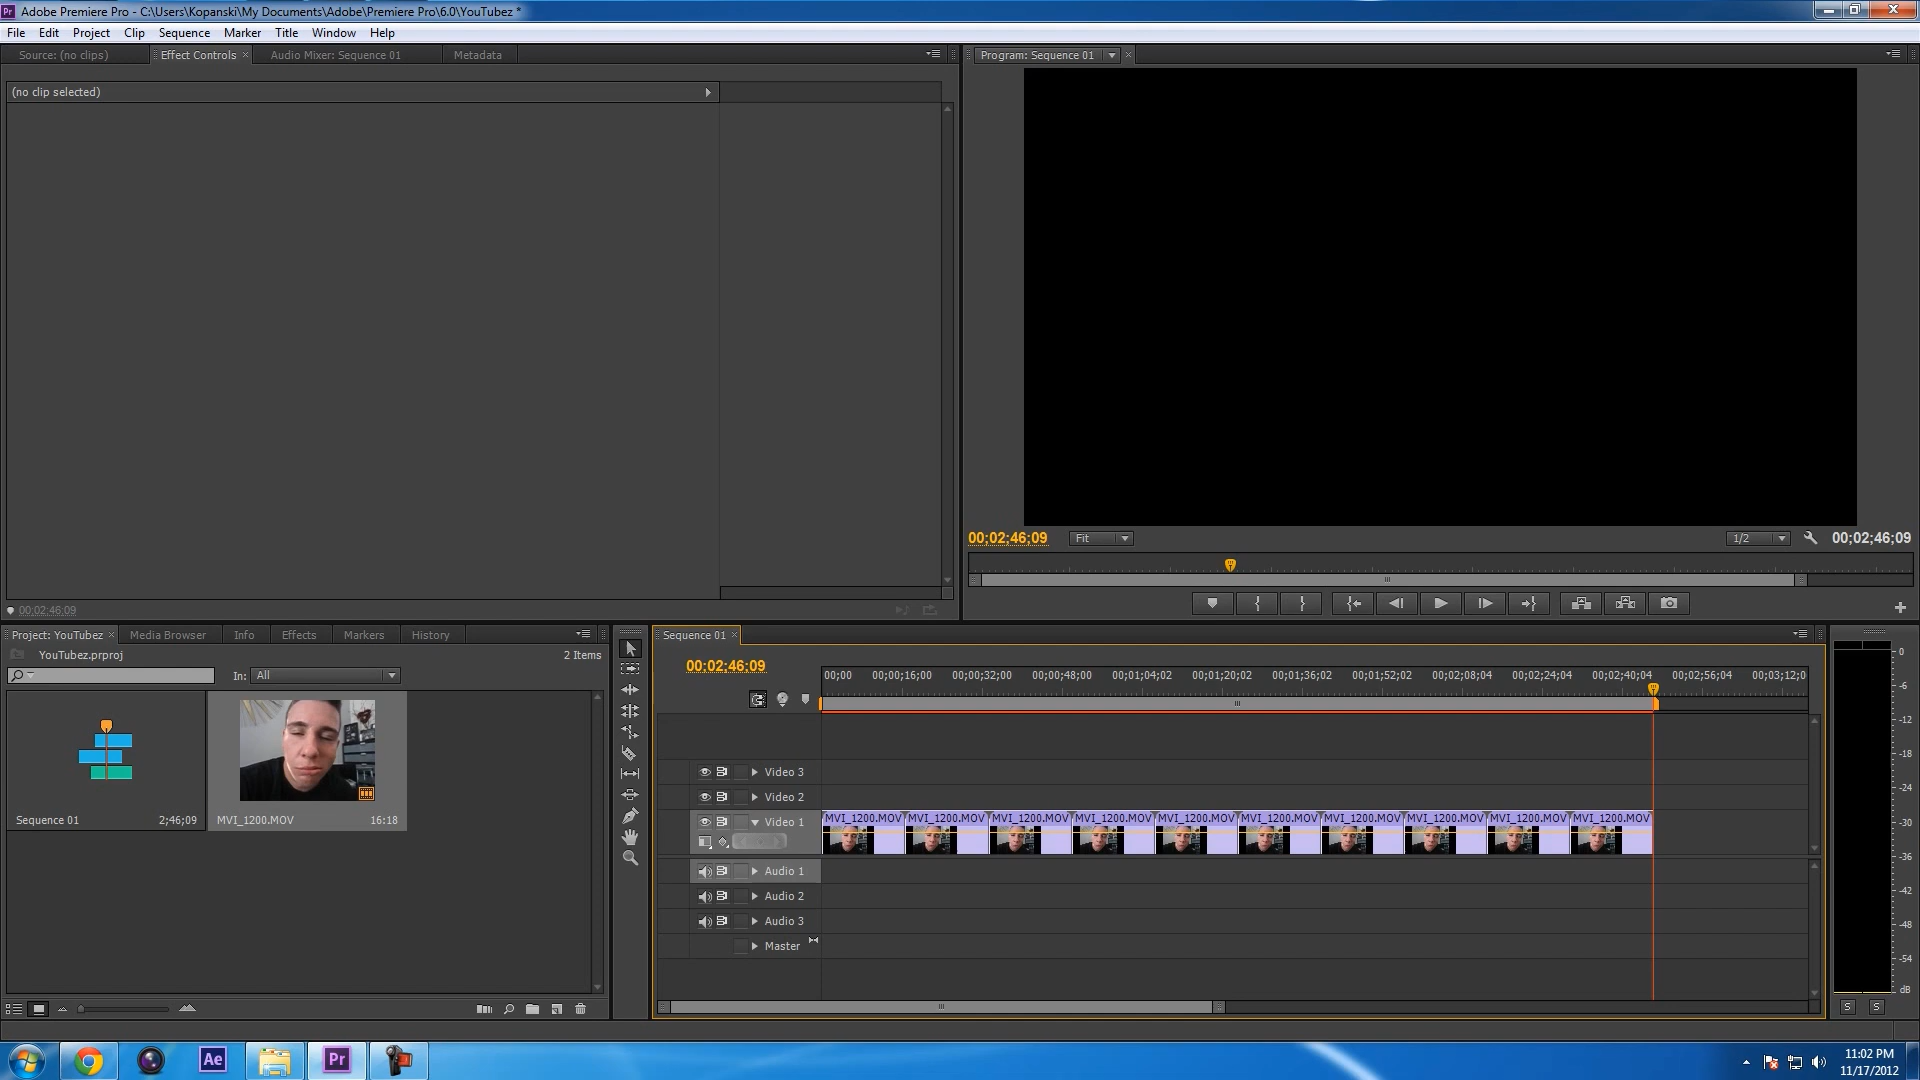 Pr Adobe Premiere Pro - C:\Users\Kopanski\My Documents\Adobe\Premiere Pro\6.0\YouTubez *
File Edit Project Clip Sequence Marker Title Window Help
Source: (no clips) Effect Controls Audio Mixer: Sequence 01 Metadata
(no clip selected)
00;02;46;09
Program: Sequence 01
00;02;46;09 Fit 1/2 00;02;46;09
Project: YouTubez Media Browser Info Effects Markers History
YouTubez.prproj 2 Items
In: All
Sequence 01 2;46;09
MVI_1200.MOV 16:18
Sequence 01
00;02;46;09
00;00 00;00;16;00 00;00;32;00 00;00;48;00 00;01;04;02 00;01;20;02 00;01;36;02 00;01;52;02 00;02;08;04 00;02;24;04 00;02;40;04 00;02;56;04 00;03;12;0
Video 3
Video 2
Video 1
MVI_1200.MOV MVI_1200.MOV MVI_1200.MOV MVI_1200.MOV MVI_1200.MOV MVI_1200.MOV MVI_1200.MOV MVI_1200.MOV MVI_1200.MOV MVI_1200.MOV
Audio 1
Audio 2
Audio 3
Master
0
-6
-12
-18
-24
-30
-36
-42
-48
-54
dB
S S
Ae Pr
11:02 PM
11/17/2012